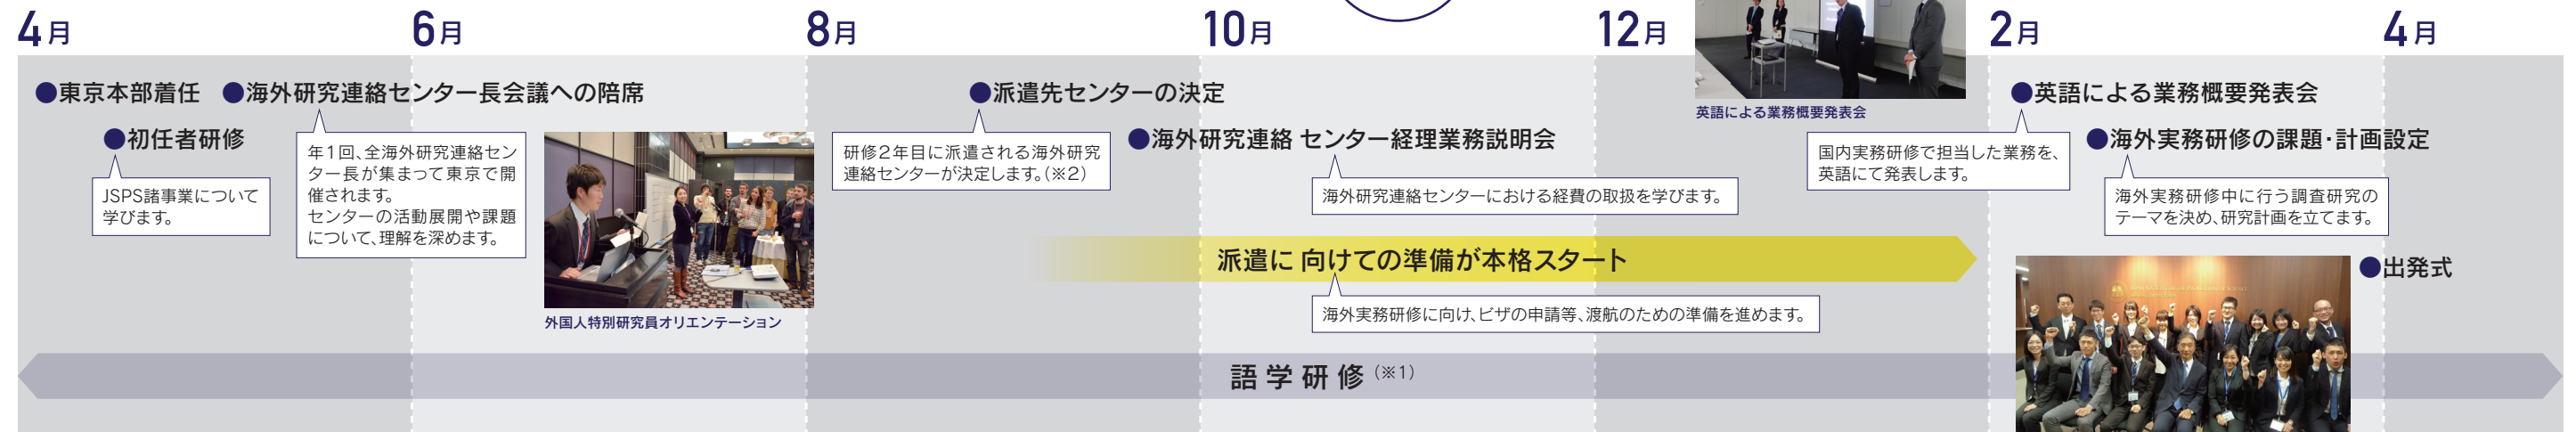 4月
6月
8月
10月
12月
2月
4月
●東京本部着任
●海外研究連絡センター長会議への陪席
●初任者研修
JSPS諸事業について
学びます。
年1回、全海外研究連絡セン
ター長が集まって東京で開
催されます。
センターの活動展開や課題
について、理解を深めます。
外国人特別研究員オリエンテーション
●派遣先センターの決定
研修2年目に派遣される海外研究
連絡センターが決定します。(※2)
●海外研究連絡 センター経理業務説明会
海外研究連絡センターにおける経費の取扱を学びます。
派遣に 向けての準備が本格スタート
海外実務研修に向け、ビザの申請等、渡航のための準備を進めます。
英語による業務概要発表会
●英語による業務概要発表会
国内実務研修で担当した業務を、
英語にて発表します。
●海外実務研修の課題・計画設定
海外実務研修中に行う調査研究の
テーマを決め、研究計画を立てます。
●出発式
語学研修(※1)